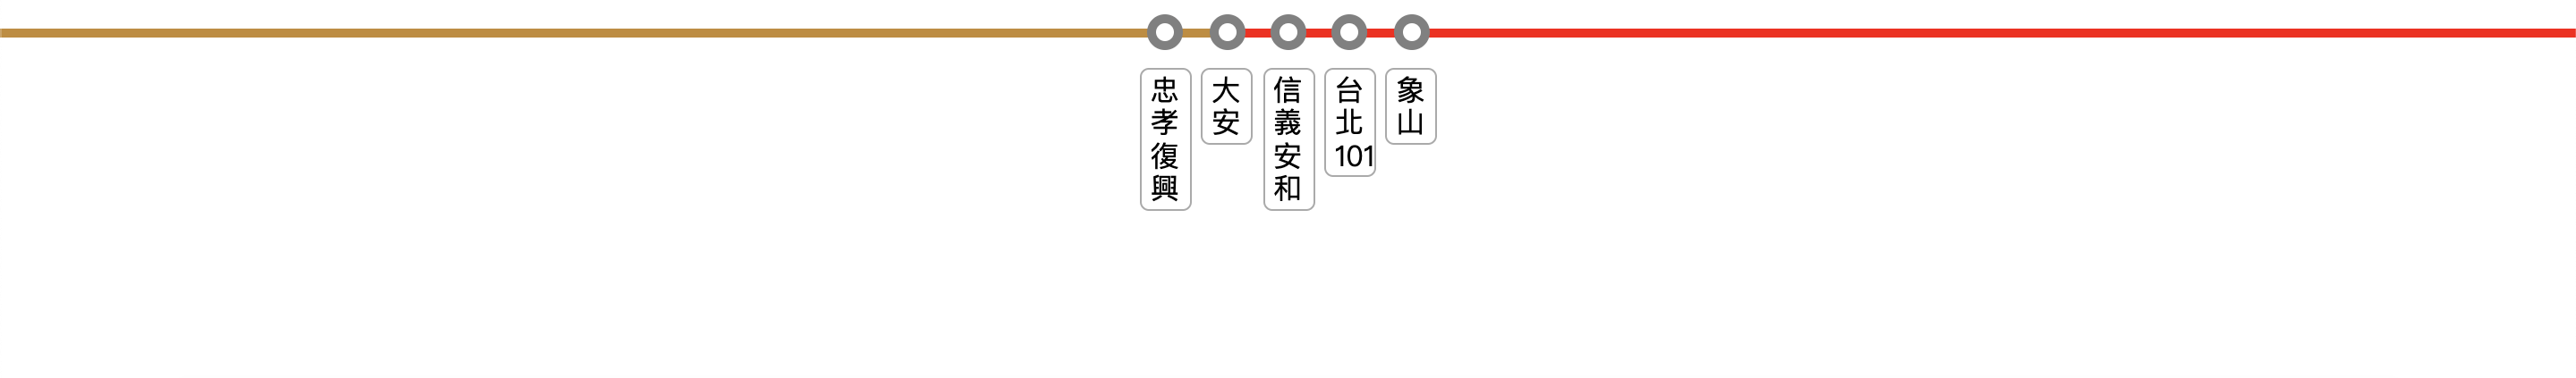 忠孝復興
大安
信義安和
台北101
象山